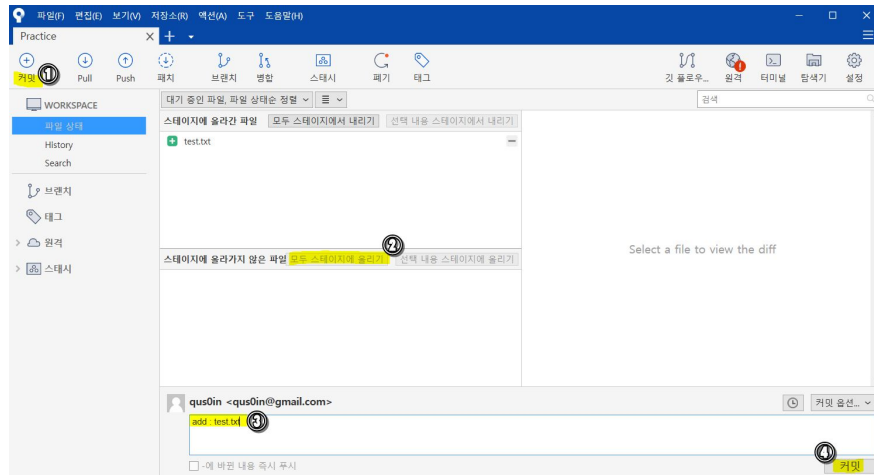 파일(F) 편집(E) 보기(V) 저장소(R) 액션(A) 도구 도움말(H)
Practice
커밋 ① Pull Push 패치 브랜치 병합 스태시 폐기 태그 깃 플로우... 원격 터미널 탐색기 설정
WORKSPACE
파일 상태
History
Search
브랜치
태그
원격
스태시
대기 중인 파일, 파일 상태순 정렬
검색
스테이지에 올라간 파일 모두 스테이지에서 내리기 선택 내용 스테이지에서 내리기
test.txt
②
스테이지에 올라가지 않은 파일 모두 스테이지에 올리기 선택 내용 스테이지에 올리기
Select a file to view the diff
qus0in <qus0in@gmail.com>
커밋 옵션...
add : test.txt ③
-에 바뀐 내용 즉시 푸시
④
커밋